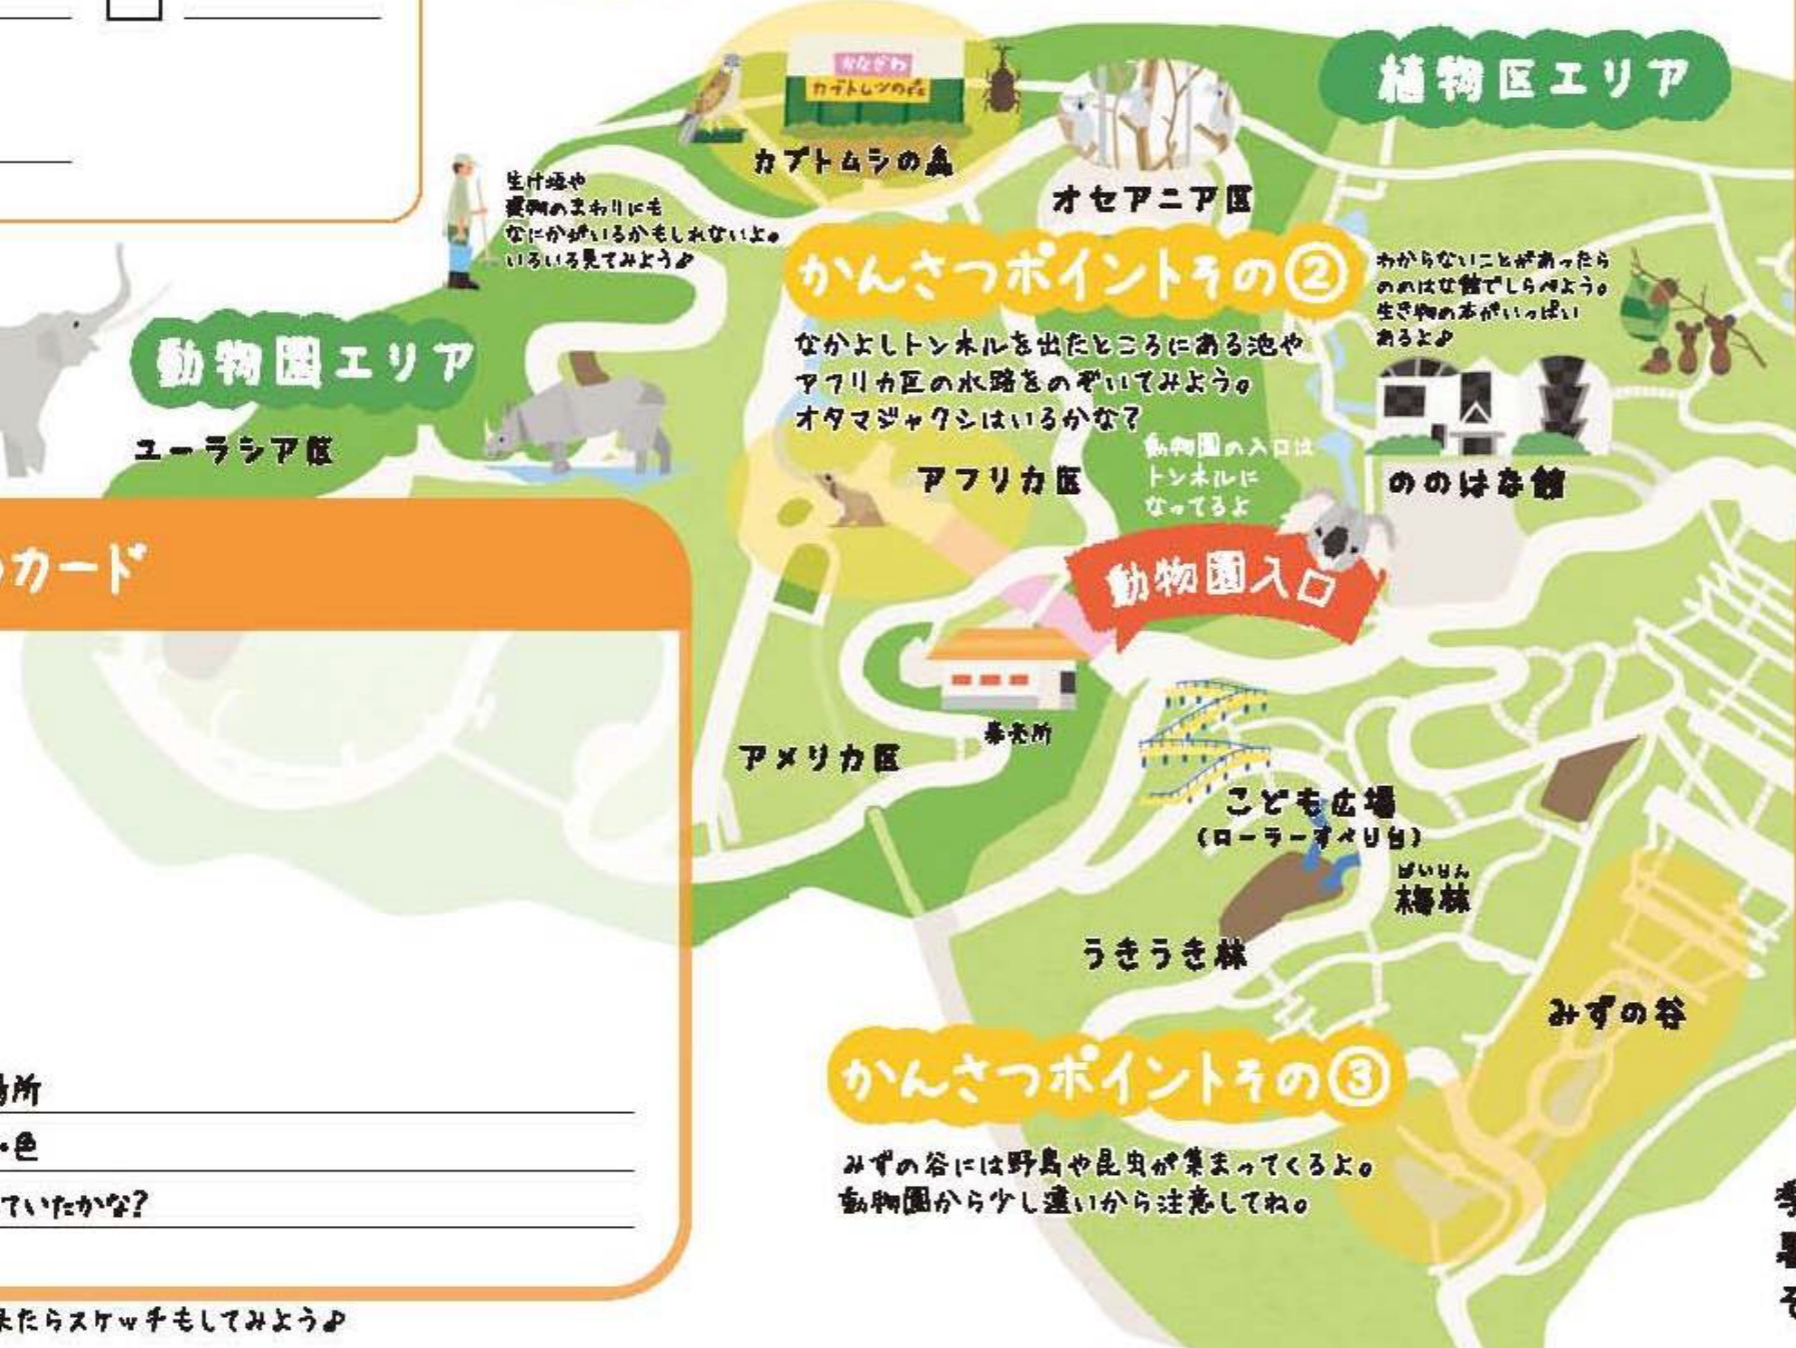 植物区エリア
かながわ
カブトムシの森
カブトムシの森
オセアニア区
生け垣や
建物のまわりにも
なにかがいるかもしれないよ。
いろいろ見てみよう♪
かんさつポイントその②
なかよしトンネルを出たところにある池や
アフリカ区の水路をのぞいてみよう。
オタマジャクシはいるかな?
わからないことがあったら
ののはな館でしらべよう。
生き物の本がいっぱい
あるよ♪
動物園エリア
ユーラシア区
アフリカ区
動物園の入口は
トンネルに
なってるよ
ののはな館
動物園入口
カード
券売所
アメリカ区
こども広場
(ローラーすべり台)
ばいりん
梅林
うきうき林
みずの谷
かんさつポイントその③
みずの谷には野鳥や昆虫が集まってくるよ。
動物園から少し遠いから注意してね。
場所
・色
ていたかな?
来たらスケッチもしてみよう♪